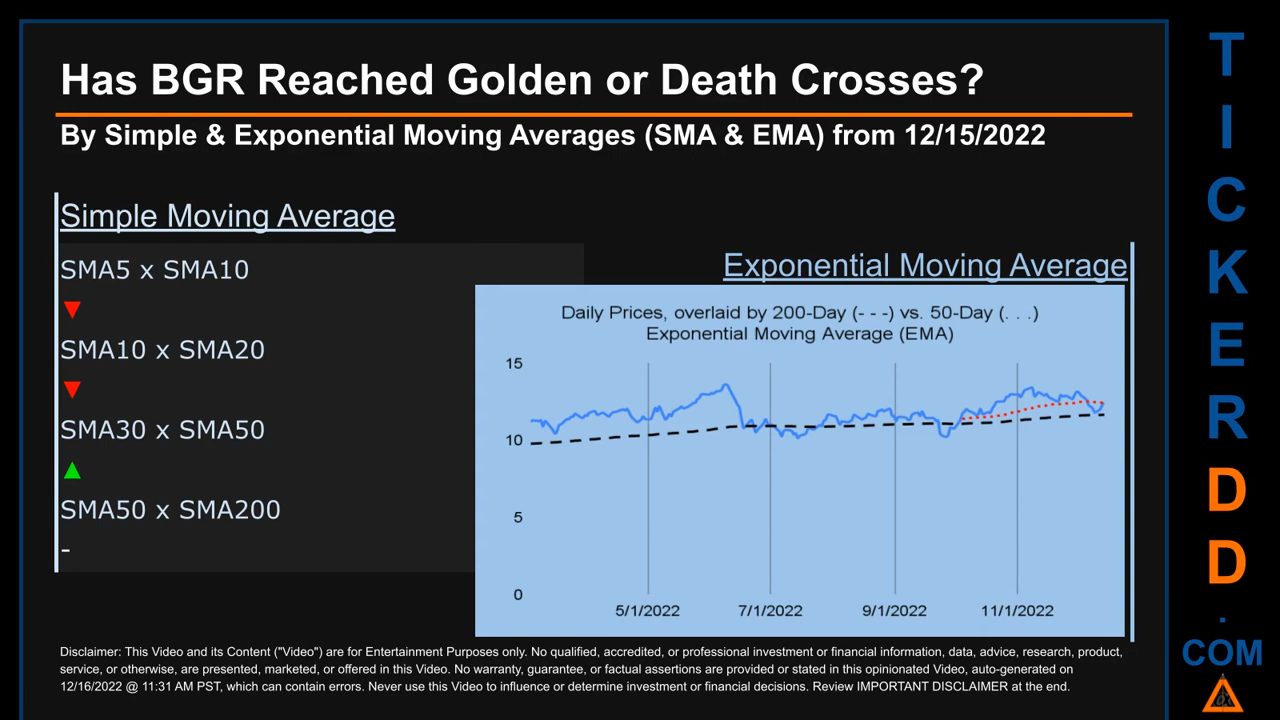 Has BGR Reached Golden or Death Crosses?
By Simple & Exponential Moving Averages (SMA & EMA) from 12/15/2022
Simple Moving Average
SMA5 x SMA10
▼
SMA10 x SMA20
▼
SMA30 x SMA50
▲
SMA50 x SMA200
-
Exponential Moving Average
Daily Prices, overlaid by 200-Day (- - -) vs. 50-Day (. . .)
Exponential Moving Average (EMA)
15
10
5
0
5/1/2022 7/1/2022 9/1/2022 11/1/2022
Disclaimer: This Video and its Content ("Video") are for Entertainment Purposes only. No qualified, accredited, or professional investment or financial information, data, advice, research, product,
service, or otherwise, are presented, marketed, or offered in this Video. No warranty, guarantee, or factual assertions are provided or stated in this opinionated Video, auto-generated on
12/16/2022 @ 11:31 AM PST, which can contain errors. Never use this Video to influence or determine investment or financial decisions. Review IMPORTANT DISCLAIMER at the end.
T
I
C
K
E
R
D
D
.
COM